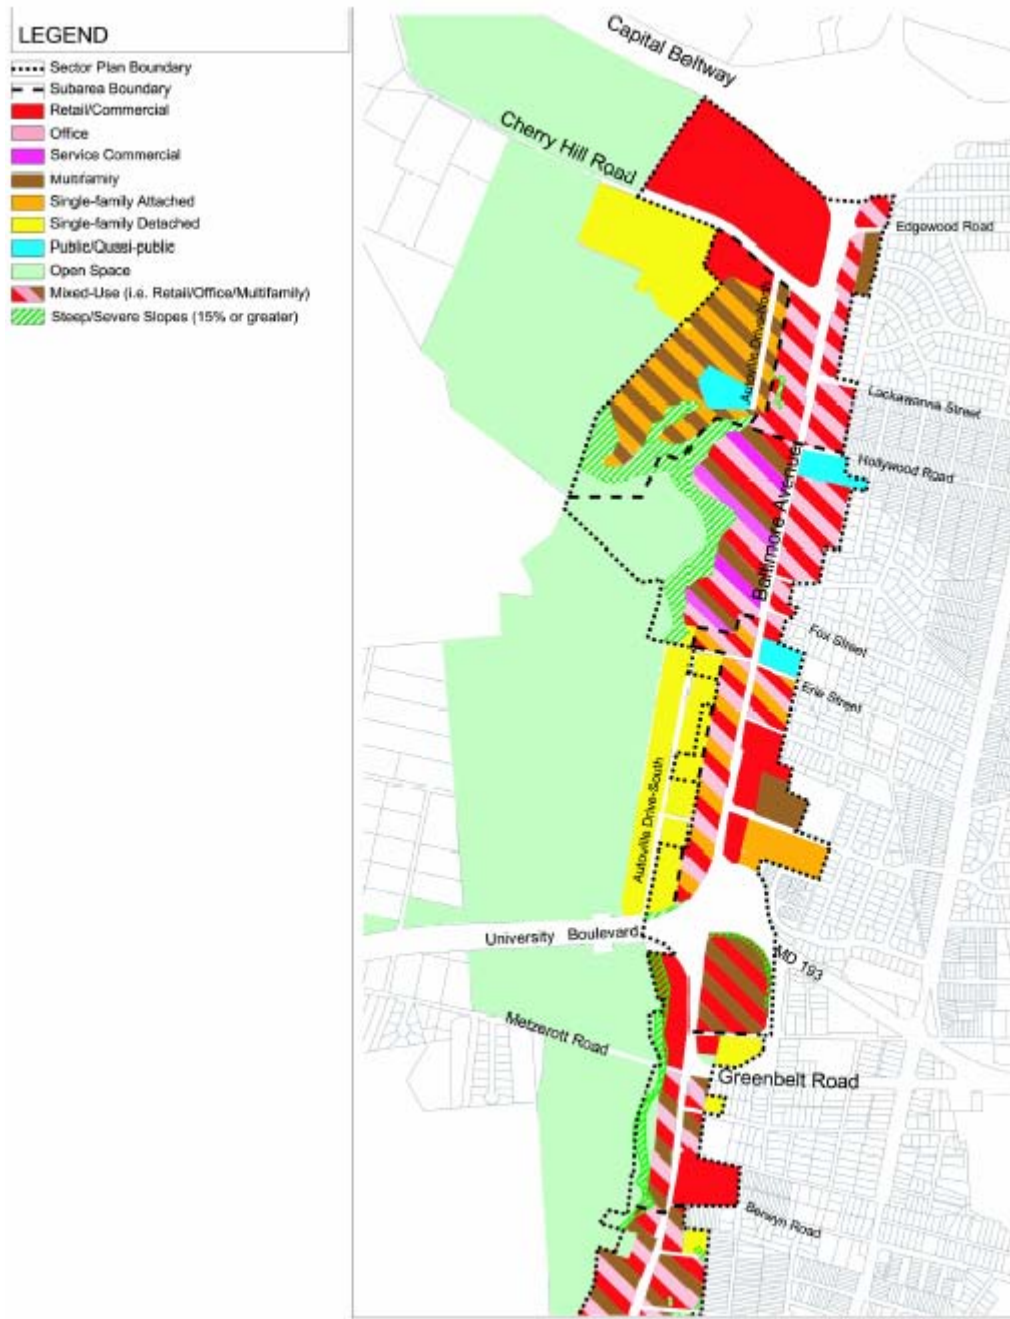 LEGEND
Sector Plan Boundary
Subarea Boundary
Retail/Commercial
Office
Service Commercial
Multifamily
Single-family Attached
Single-family Detached
Public/Quasi-public
Open Space
Mixed-Use (i.e. Retail/Office/Multifamily)
Steep/Severe Slopes (15% or greater)
Capital Beltway
Cherry Hill Road
Edgewood Road
Autoville Drive-North
Lackawanna Street
Hollywood Road
Baltimore Avenue
Fox Street
Erie Street
Autoville Drive-South
University Boulevard
MD 193
Metzerott Road
Greenbelt Road
Berwyn Road